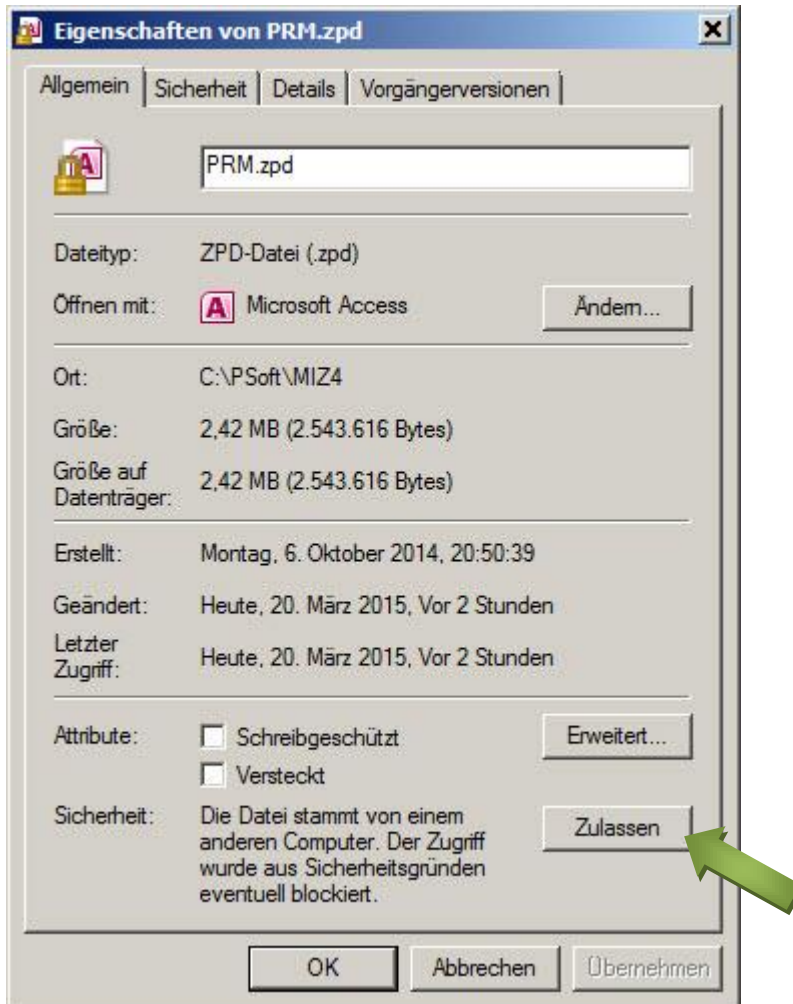 Eigenschaften von PRM.zpd
Allgemein Sicherheit Details Vorgängerversionen
PRM.zpd
Dateityp: ZPD-Datei (.zpd)
Öffnen mit: Microsoft Access Ändern...
Ort: C:\PSoft\MIZ4
Größe: 2,42 MB (2.543.616 Bytes)
Größe auf
Datenträger: 2,42 MB (2.543.616 Bytes)
Erstellt: Montag, 6. Oktober 2014, 20:50:39
Geändert: Heute, 20. März 2015, Vor 2 Stunden
Letzter
Zugriff: Heute, 20. März 2015, Vor 2 Stunden
Attribute: Schreibgeschützt Erweitert...
Versteckt
Sicherheit: Die Datei stammt von einem
anderen Computer. Der Zugriff
wurde aus Sicherheitsgründen
eventuell blockiert.
Zulassen
OK Abbrechen Übernehmen